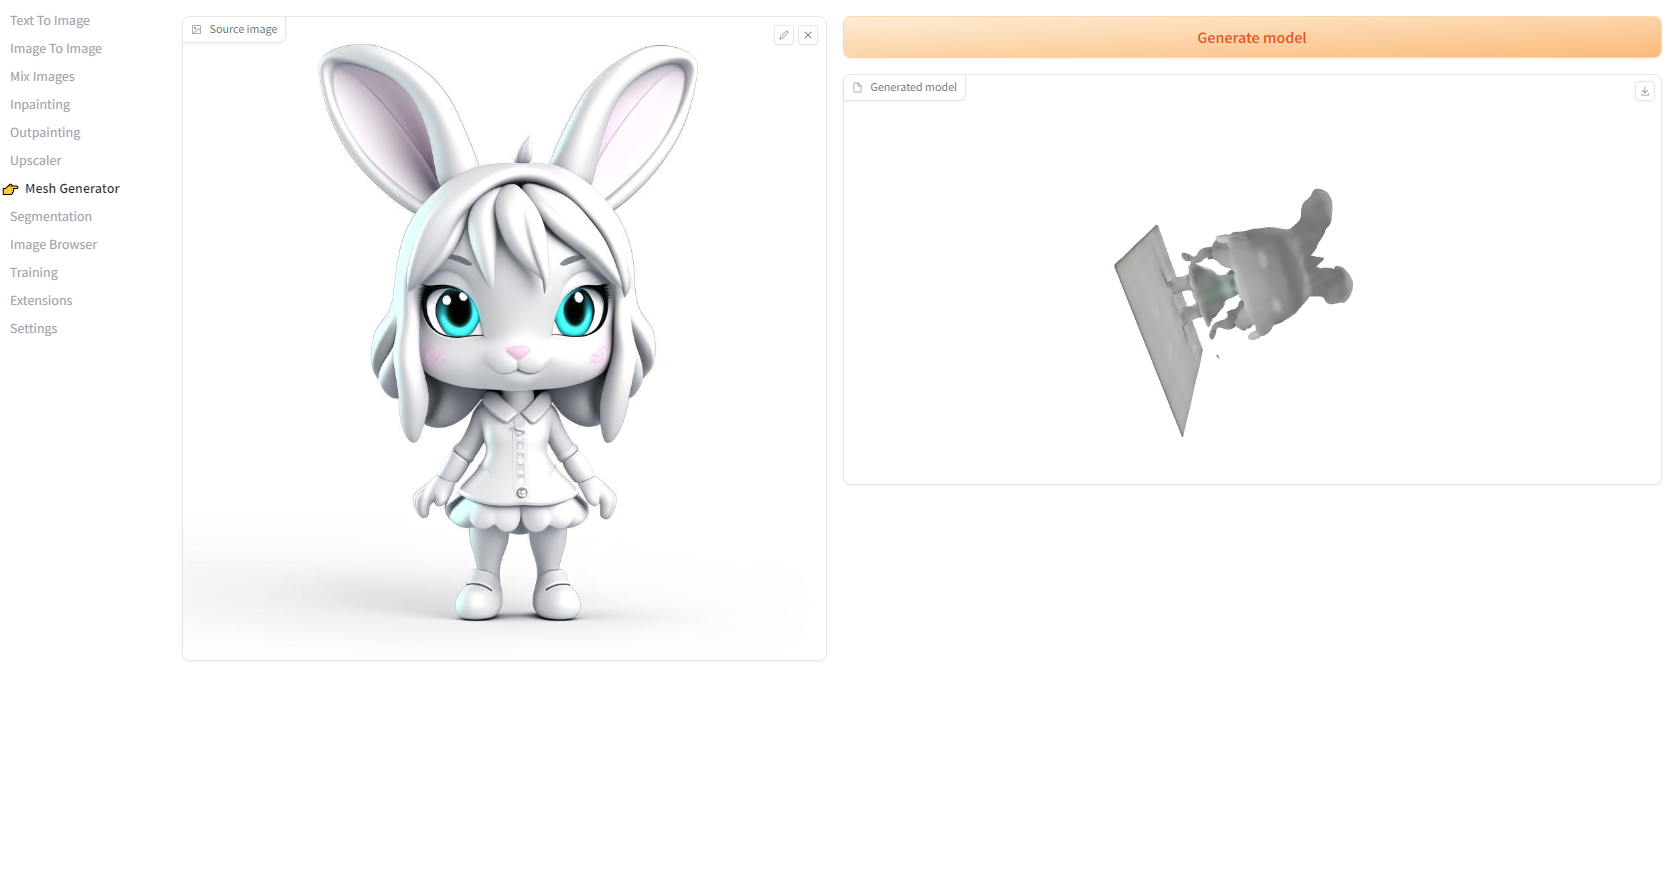 Text To Image
Image To Image
Mix Images
Inpainting
Outpainting
Upscaler
Mesh Generator
Segmentation
Image Browser
Training
Extensions
Settings
Source image
Generate model
Generated model